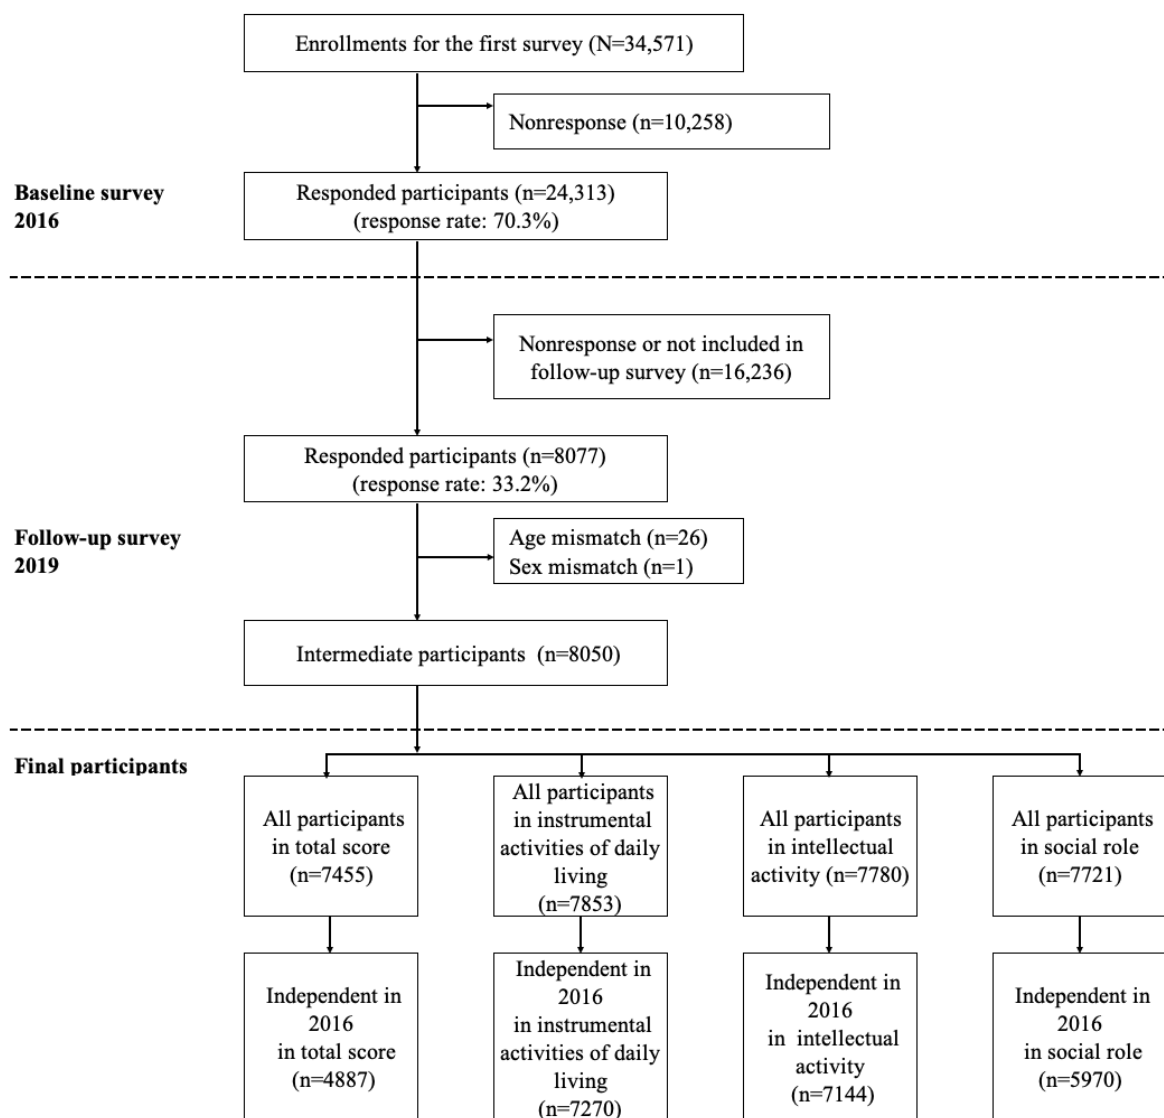 Enrollments for the first survey (N=34,571)
Nonresponse (n=10,258)
Baseline survey
2016
Responded participants (n=24,313)
(response rate: 70.3%)
Nonresponse or not included in
follow-up survey (n=16,236)
Responded participants (n=8077)
(response rate: 33.2%)
Follow-up survey
2019
Age mismatch (n=26)
Sex mismatch (n=1)
Intermediate participants (n=8050)
Final participants
All participants
in total score
(n=7455)
All participants
in instrumental
activities of daily
living
(n=7853)
All participants
in intellectual
activity (n=7780)
All participants
in social role
(n=7721)
Independent in
2016
in total score
(n=4887)
Independent in
2016
in instrumental
activities of daily
living
(n=7270)
Independent in
2016
in intellectual
activity
(n=7144)
Independent in
2016
in social role
(n=5970)